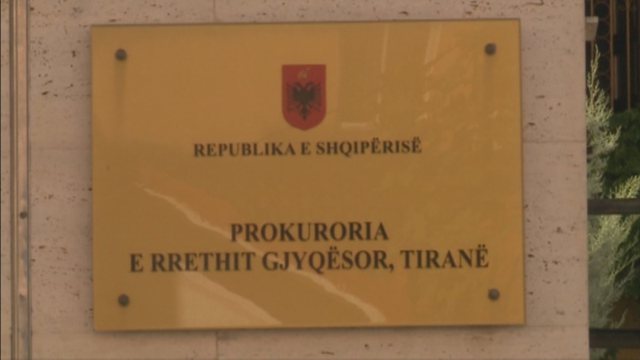 REPUBLIKA E SHQIPËRISË
PROKURORIA
E RRETHIT GJYQËSOR, TIRANË